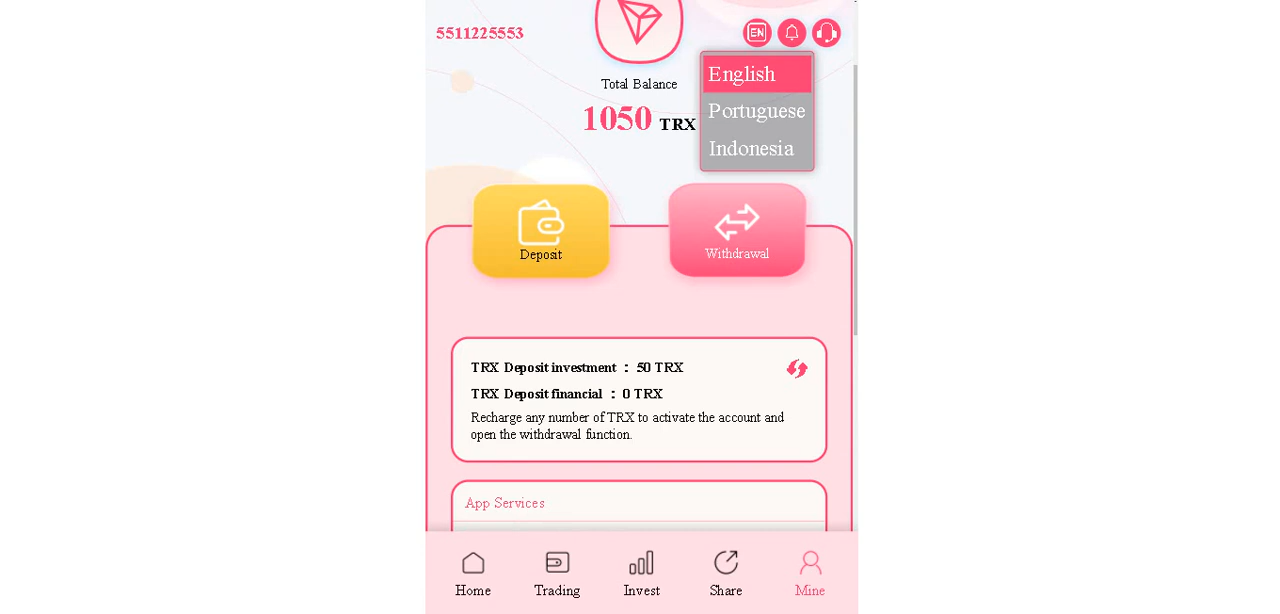 5511225553
EN
Total Balance
1050 TRX
English
Portuguese
Indonesia
Deposit
Withdrawal
TRX Deposit investment : 50 TRX
TRX Deposit financial : 0 TRX
Recharge any number of TRX to activate the account and
open the withdrawal function.
App Services
Home
Trading
Invest
Share
Mine